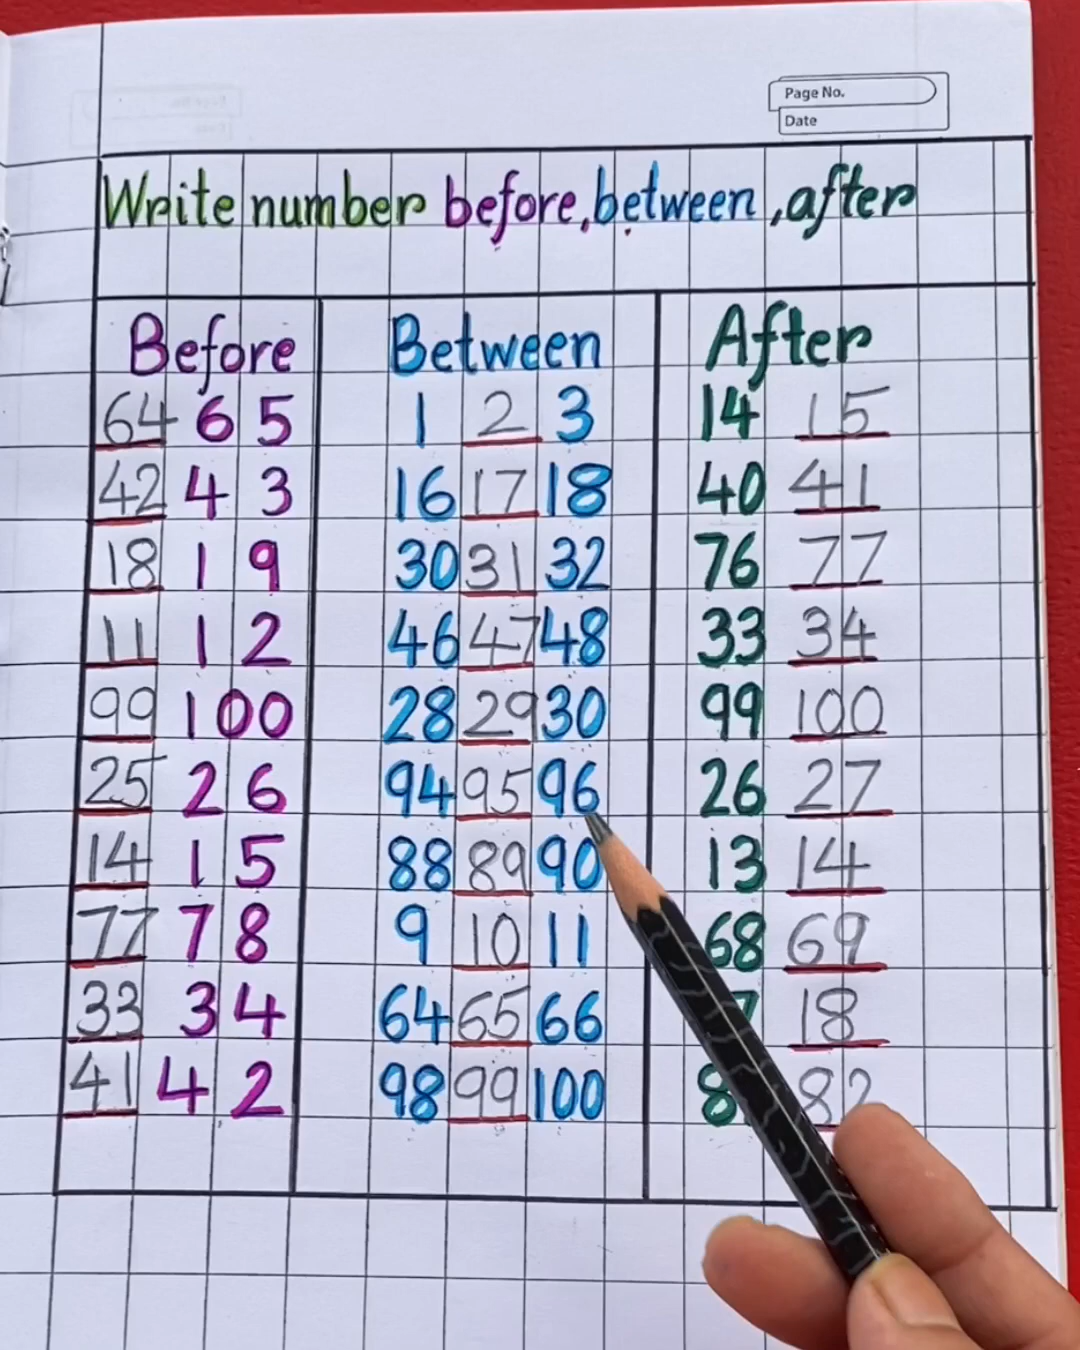 Page No.
Date
Write number before, between, after
Before Between After
64 65 1 2 3 14 15
42 43 16 17 18 40 41
18 19 30 31 32 76 77
11 12 46 47 48 33 34
99 100 28 29 30 99 100
25 26 94 95 96 26 27
14 15 88 89 90 13 14
77 78 9 10 11 68 69
33 34 64 65 66 18
41 42 98 99 100 82